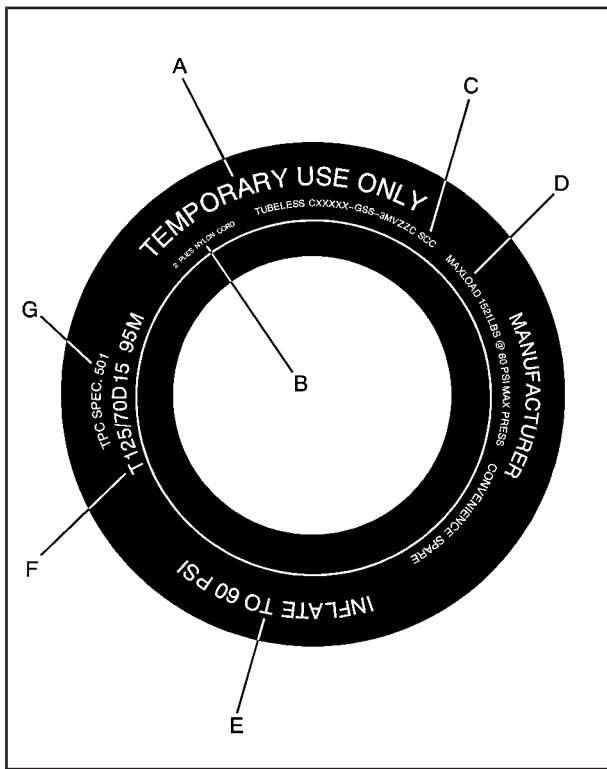 A
C
D
TEMPORARY USE ONLY
2 PLIES NYLON CORD
TUBELESS CXXXXX-GSS-3MVZZC SCC
MAXLOAD 1521LBS @ 60 PSI MAX PRESS
MANUFACTURER
G
TPC SPEC. 501
T125/70D15 95M
B
CONVENIENCE SPARE
F
INFLATE TO 60 PSI
E